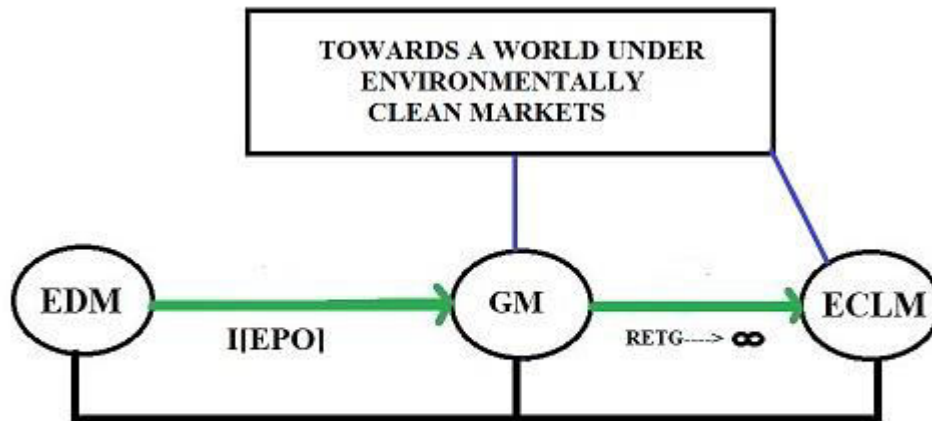 TOWARDS A WORLD UNDER
ENVIRONMENTALLY
CLEAN MARKETS
EDM
GM
ECLM
I[EPO]
RETG----> ∞